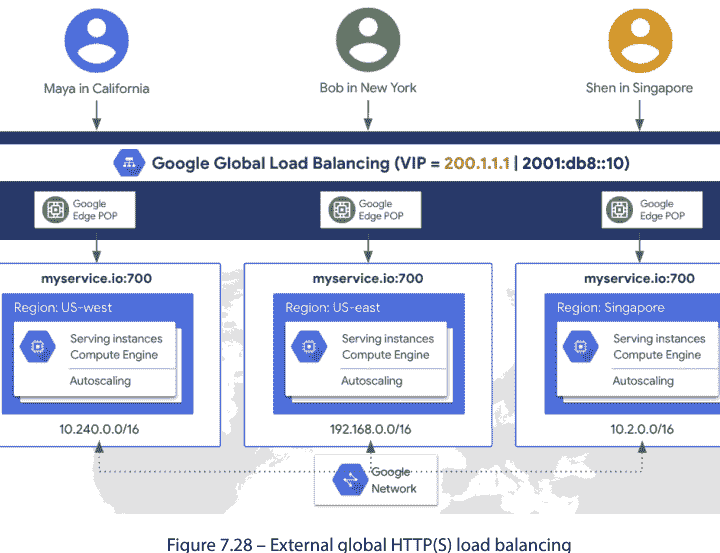 Maya in California
Bob in New York
Shen in Singapore
Google Global Load Balancing (VIP = 200.1.1.1 | 2001:db8::10)
Google
Edge POP
Google
Edge POP
Google
Edge POP
myservice.io:700
Region: US-west
Serving instances
Compute Engine
Autoscaling
10.240.0.0/16
myservice.io:700
Region: US-east
Serving instances
Compute Engine
Autoscaling
192.168.0.0/16
myservice.io:700
Region: Singapore
Serving instances
Compute Engine
Autoscaling
10.2.0.0/16
Google
Network
Figure 7.28 – External global HTTP(S) load balancing